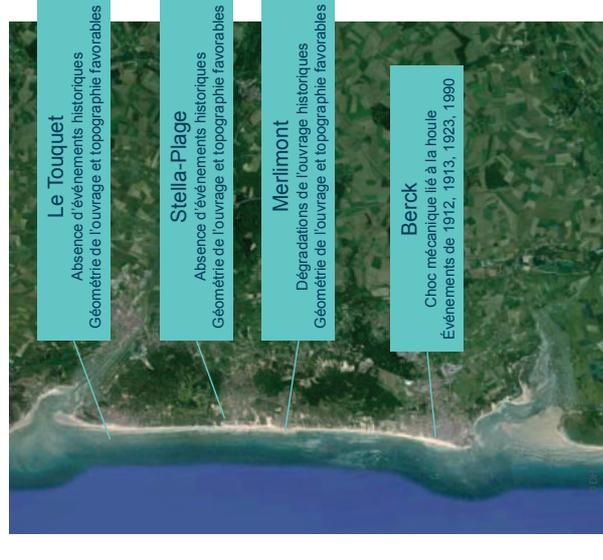 Le Touquet
Absence d'événements historiques
Géométrie de l'ouvrage et topographie favorables
Stella-Plage
Absence d'événements historiques
Géométrie de l'ouvrage et topographie favorables
Merlimont
Dégradations de l'ouvrage historiques
Géométrie de l'ouvrage et topographie favorables
Berck
Choc mécanique lié à la houle
Événements de 1912, 1913, 1923, 1990